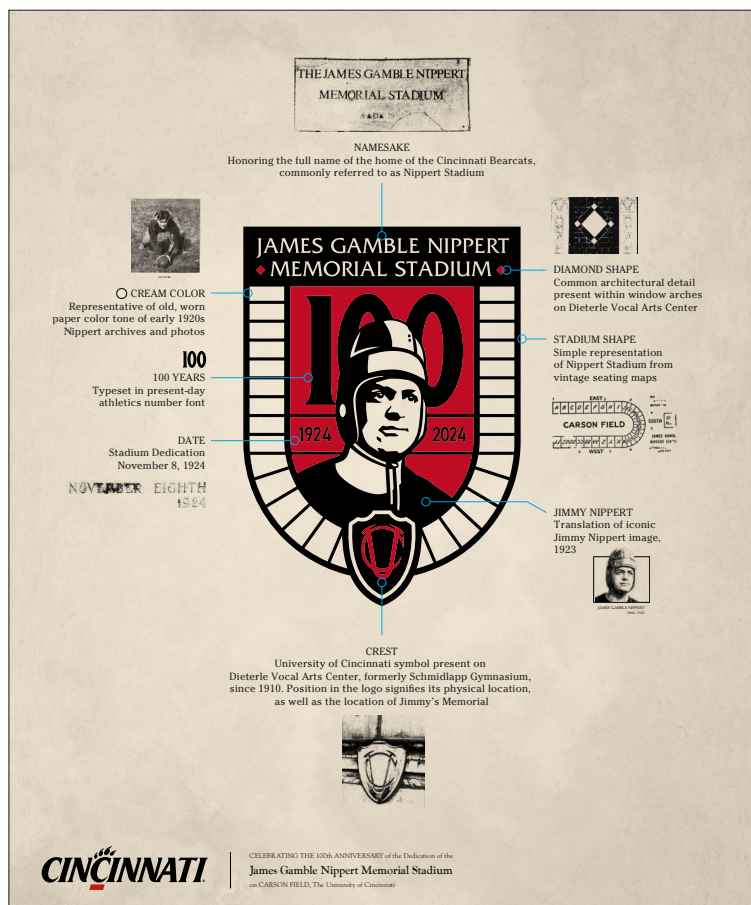 THE JAMES GAMBLE NIPPERT
MEMORIAL STADIUM
NAMESAKE
Honoring the full name of the home of the Cincinnati Bearcats,
commonly referred to as Nippert Stadium
JAMES GAMBLE NIPPERT
MEMORIAL STADIUM
CREAM COLOR
Representative of old, worn
paper color tone of early 1920s
Nippert archives and photos
100
100 YEARS
Typeset in present-day
athletics number font
DATE
Stadium Dedication
November 8, 1924
NOVEMBER EIGHTH
1924
100
1924
2024
UC
DIAMOND SHAPE
Common architectural detail
present within window arches
on Dieterle Vocal Arts Center
STADIUM SHAPE
Simple representation
of Nippert Stadium from
vintage seating maps
EAST
A B C D E F G H I J
CARSON FIELD
SOUTH
WEST
JIMMY NIPPERT
Translation of iconic
Jimmy Nippert image,
1923
JAMES GAMBLE NIPPERT
CREST
University of Cincinnati symbol present on
Dieterle Vocal Arts Center, formerly Schmidlapp Gymnasium,
since 1910. Position in the logo signifies its physical location,
as well as the location of Jimmy's Memorial
CINCINNATI
CELEBRATING THE 100th ANNIVERSARY of the Dedication of the
James Gamble Nippert Memorial Stadium
on CARSON FIELD, The University of Cincinnati